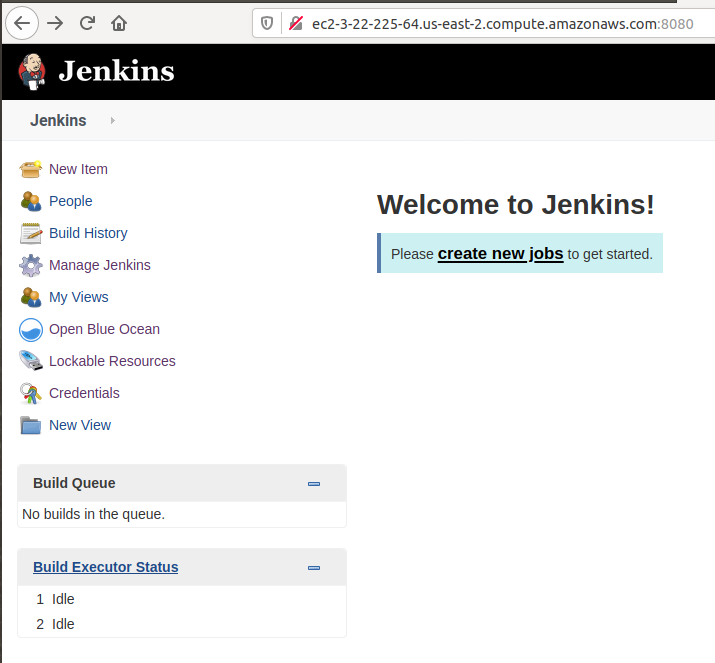 ec2-3-22-225-64.us-east-2.compute.amazonaws.com:8080
Jenkins
Jenkins
New Item
People
Build History
Manage Jenkins
My Views
Open Blue Ocean
Lockable Resources
Credentials
New View
Build Queue
No builds in the queue.
Build Executor Status
1 Idle
2 Idle
Welcome to Jenkins!
Please create new jobs to get started.